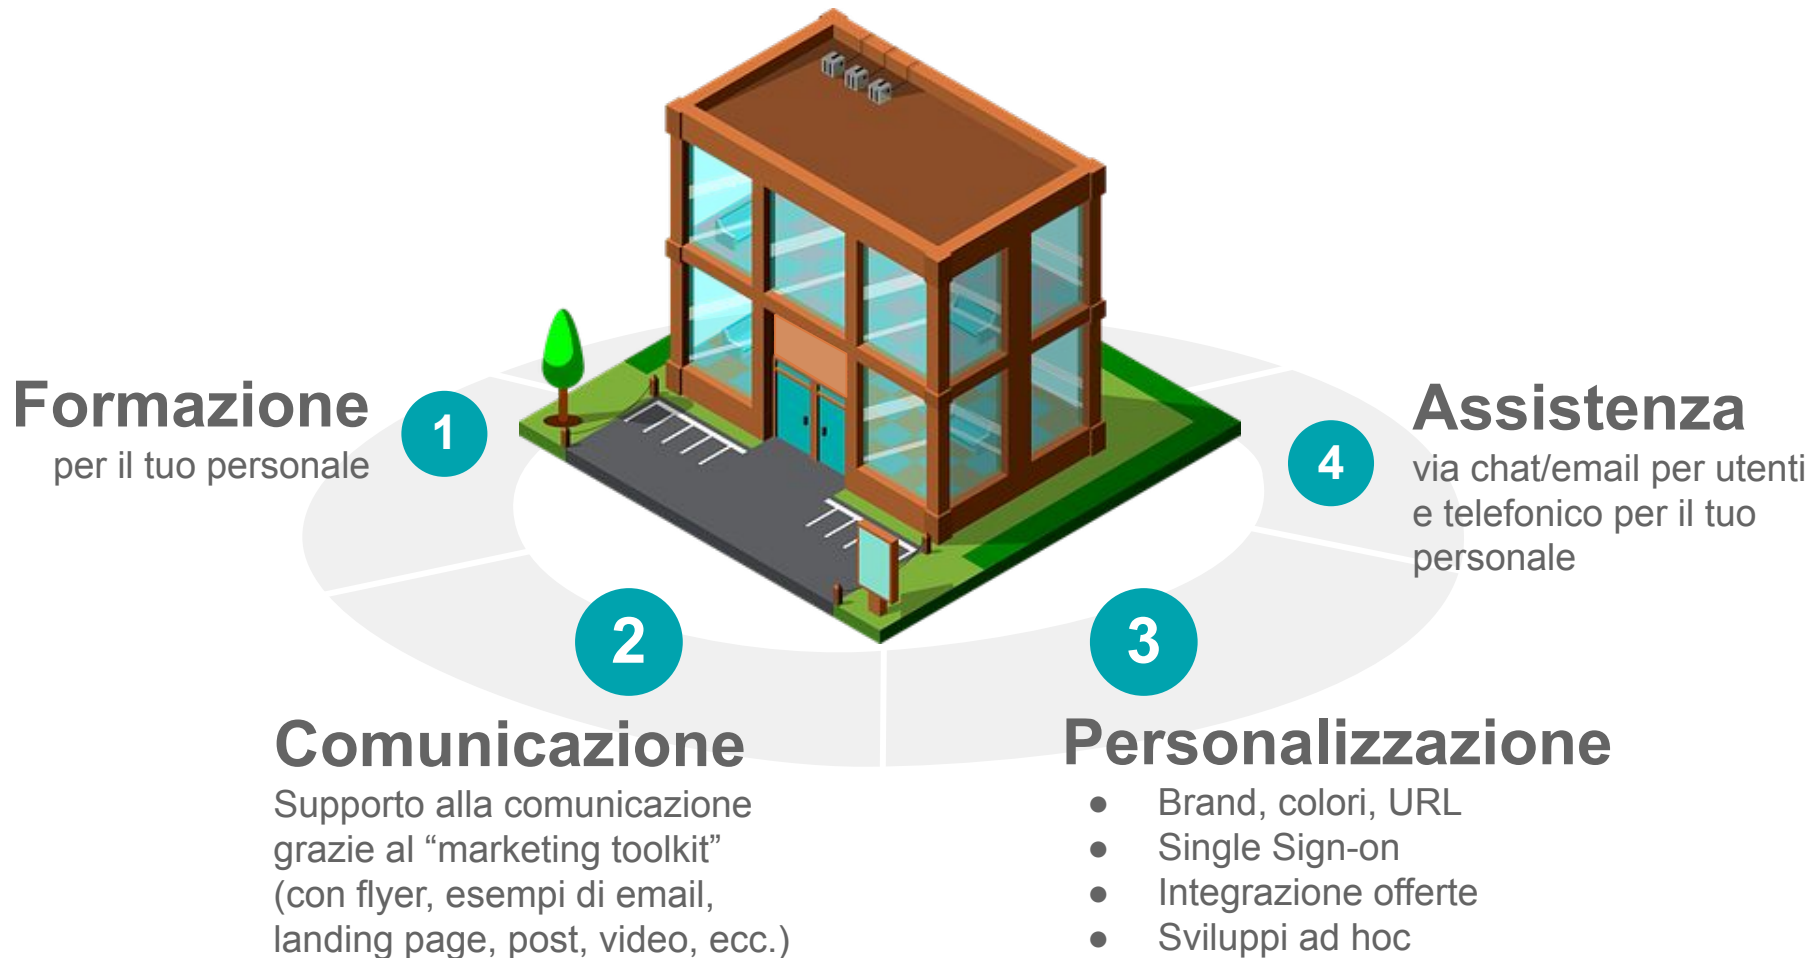 Formazione
per il tuo personale
1
2
Comunicazione
Supporto alla comunicazione
grazie al “marketing toolkit”
(con flyer, esempi di email,
landing page, post, video, ecc.)
3
Personalizzazione
● Brand, colori, URL
● Single Sign-on
● Integrazione offerte
● Sviluppi ad hoc
4
Assistenza
via chat/email per utenti
e telefonico per il tuo
personale